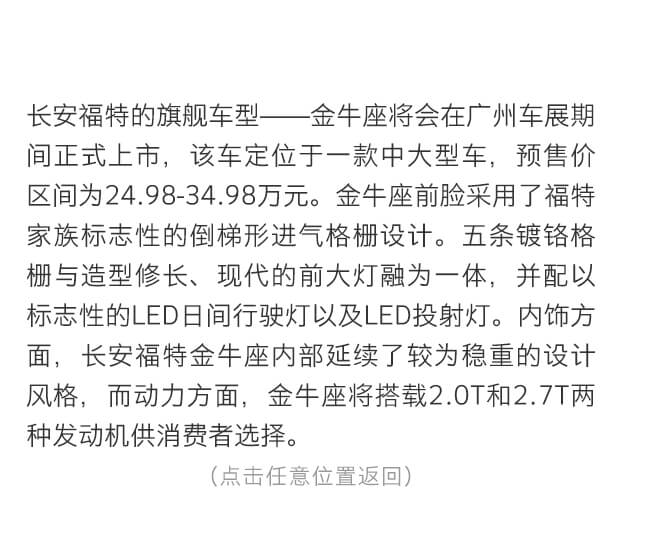 长安福特的旗舰车型——金牛座将会在广州车展期
间正式上市，该车定位于一款中大型车，预售价
区间为24.98-34.98万元。金牛座前脸采用了福特
家族标志性的倒梯形进气格栅设计。五条镀铬格
栅与造型修长、现代的前大灯融为一体，并配以
标志性的LED日间行驶灯以及LED投射灯。内饰方
面，长安福特金牛座内部延续了较为稳重的设计
风格，而动力方面，金牛座将搭载2.0T和2.7T两
种发动机供消费者选择。
（点击任意位置返回）